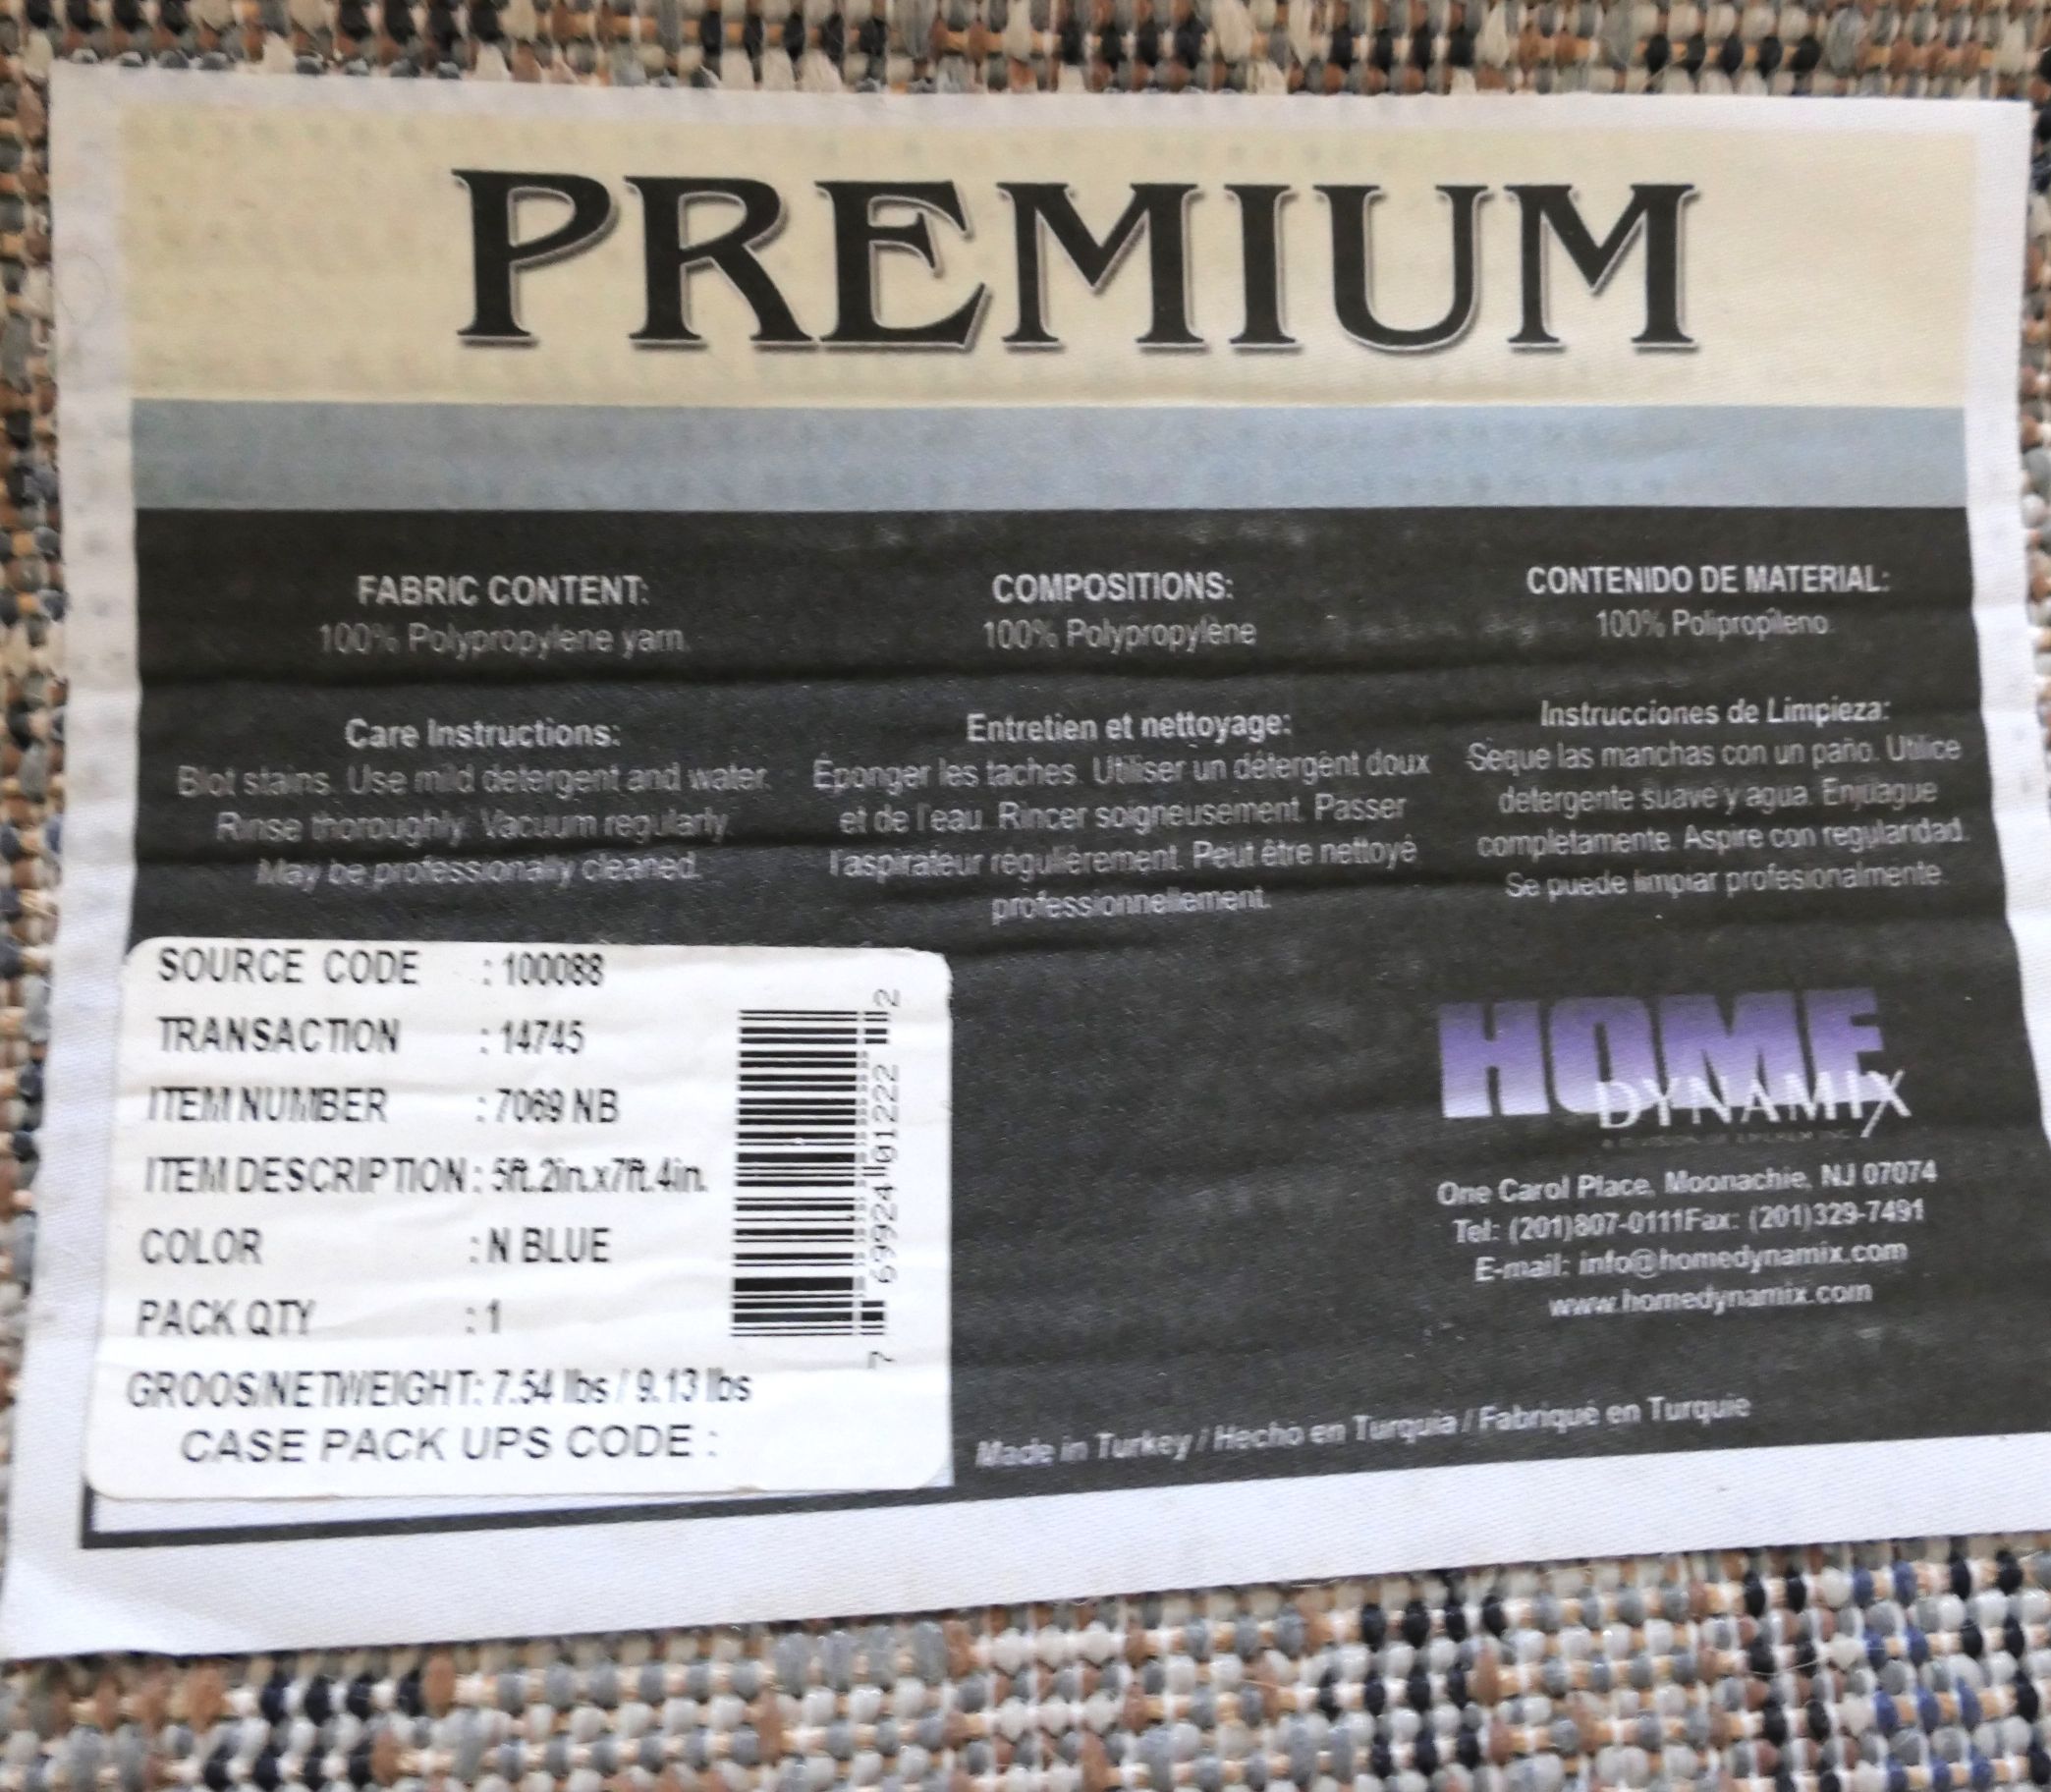 PREMIUM
FABRIC CONTENT:
100% Polypropylene yarn.
Care Instructions:
Blot stains. Use mild detergent and water.
Rinse thoroughly. Vacuum regularly.
May be professionally cleaned.
COMPOSITIONS:
100% Polypropylène
Entretien et nettoyage:
Éponger les taches. Utiliser un détergent doux
et de l'eau. Rincer soigneusement. Passer
l'aspirateur régulièrement. Peut être nettoyé
professionnellement.
CONTENIDO DE MATERIAL:
100% Polipropileno
Instrucciones de Limpieza:
Seque las manchas con un paño. Utilice
detergente suave y agua. Enjuague
completamente. Aspire con regularidad.
Se puede limpiar profesionalmente.
SOURCE CODE : 100088
TRANSACTION : 14745
ITEM NUMBER : 7069 NB
ITEM DESCRIPTION : 5ft.2in.x7ft.4in.
COLOR : N BLUE
PACK QTY : 1
GROOS/NETWEIGHT: 7.54 lbs / 9.13 lbs
CASE PACK UPS CODE :
7 69924 01222 2
HOME
DYNAMIX
One Carol Place, Moonachie, NJ 07074
Tel: (201)807-0111Fax: (201)329-7491
E-mail: info@homedynamix.com
www.homedynamix.com
Made in Turkey / Hecho en Turquia / Fabriqué en Turquie